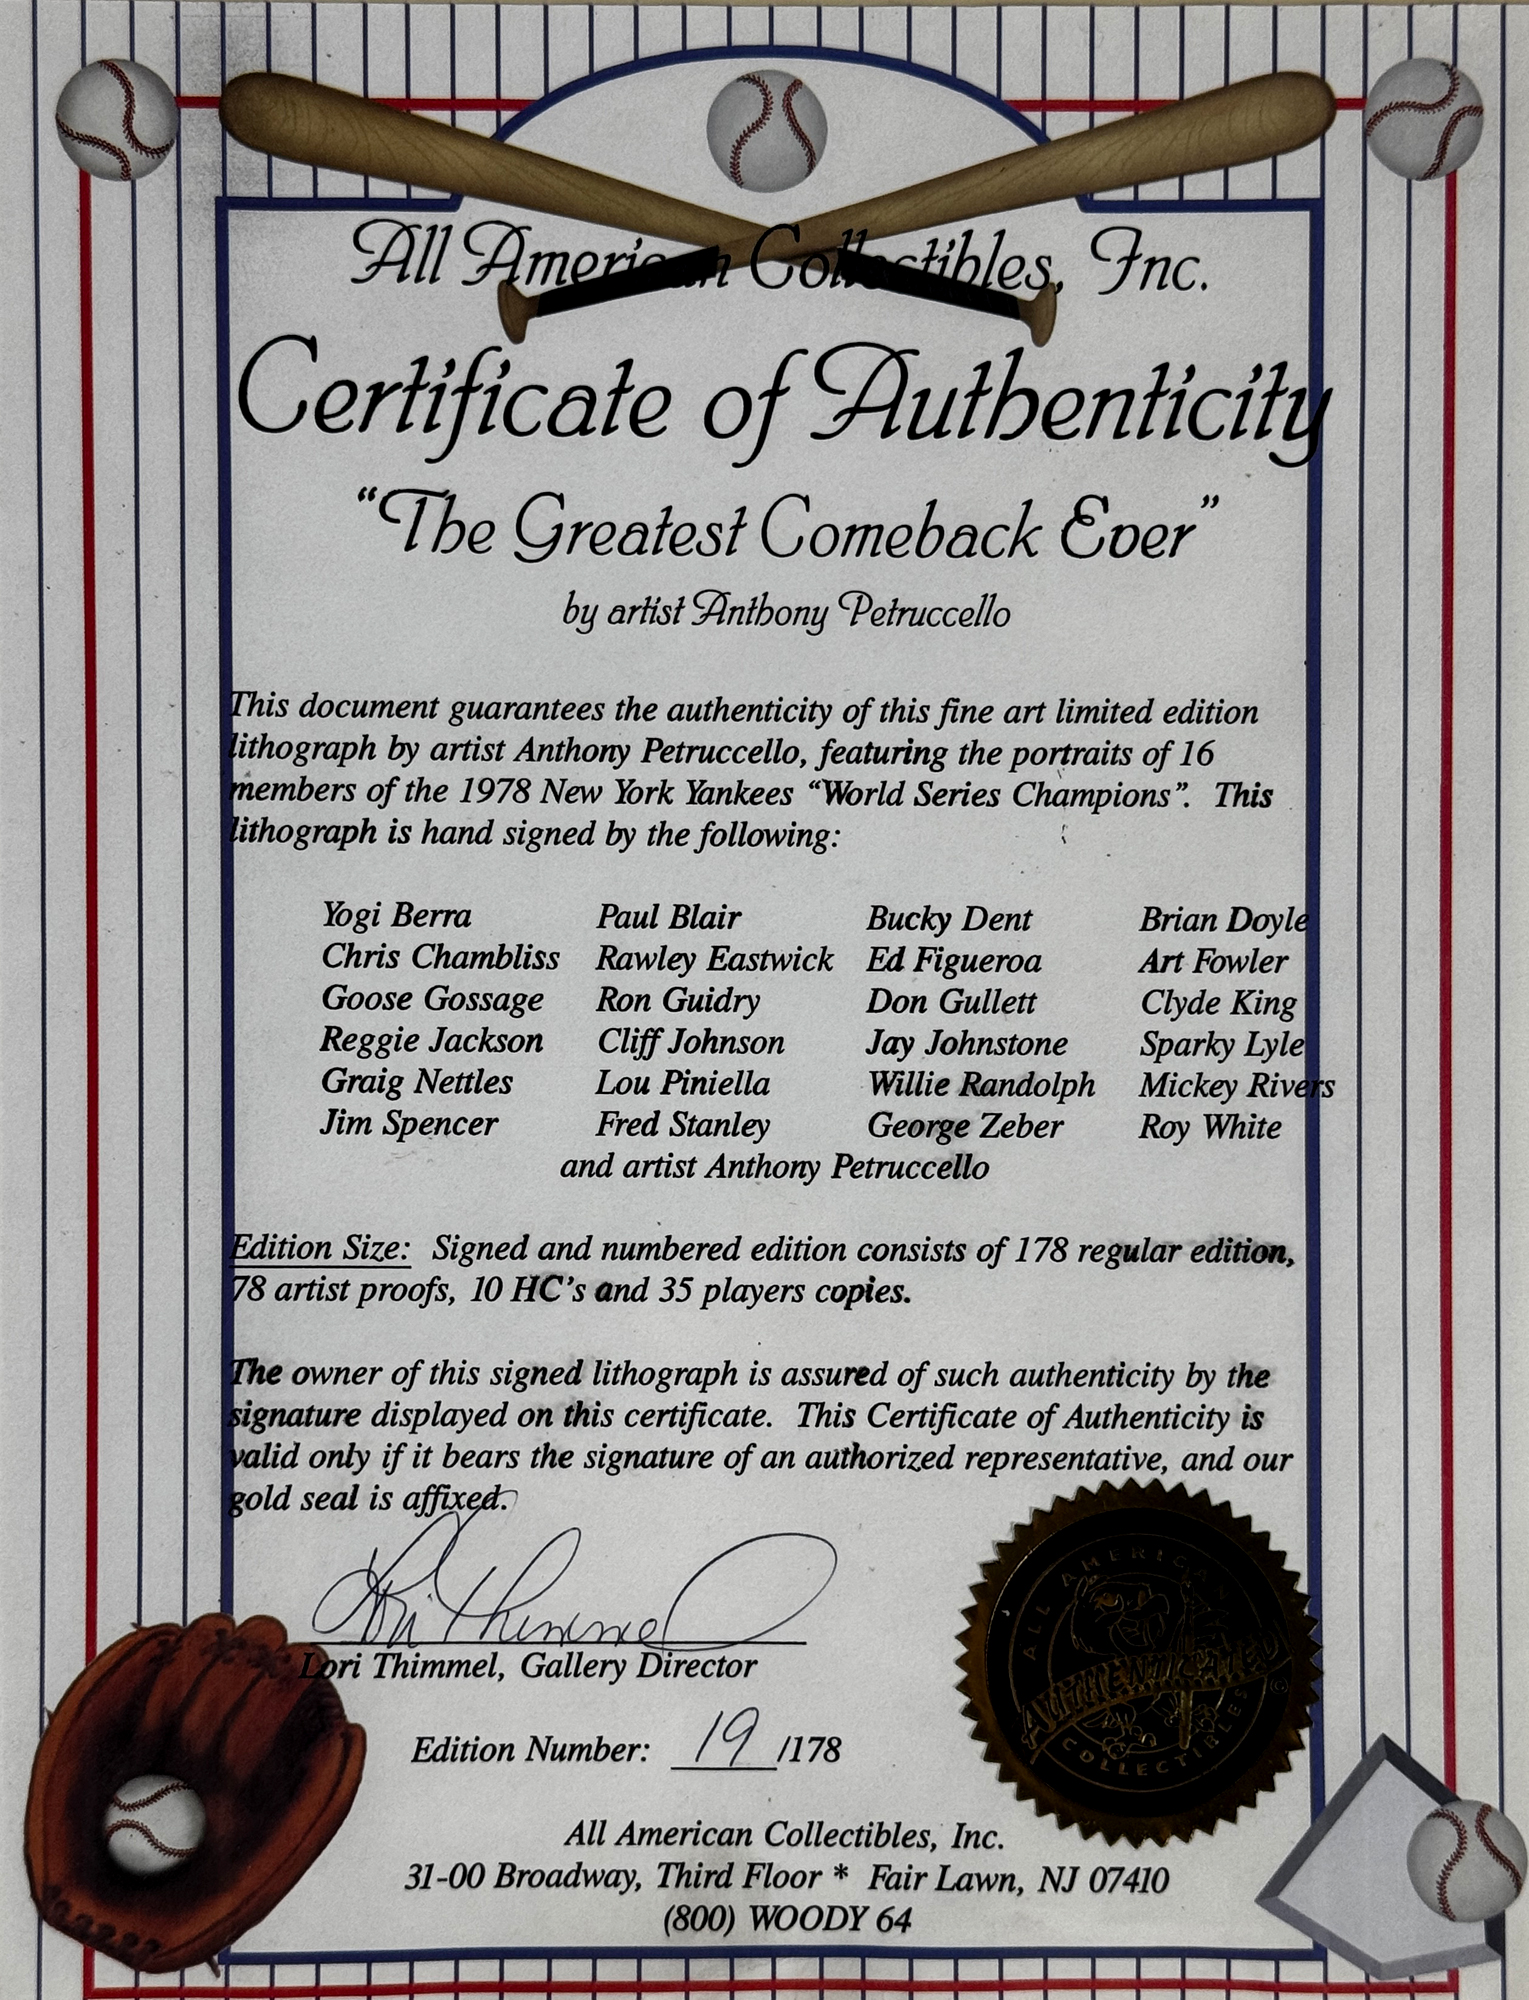 All American Collectibles, Inc.
Certificate of Authenticity
“The Greatest Comeback Ever”
by artist Anthony Petruccello
This document guarantees the authenticity of this fine art limited edition
lithograph by artist Anthony Petruccello, featuring the portraits of 16
members of the 1978 New York Yankees “World Series Champions”. This
lithograph is hand signed by the following:
Yogi Berra Paul Blair Bucky Dent Brian Doyle
Chris Chambliss Rawley Eastwick Ed Figueroa Art Fowler
Goose Gossage Ron Guidry Don Gullett Clyde King
Reggie Jackson Cliff Johnson Jay Johnstone Sparky Lyle
Graig Nettles Lou Piniella Willie Randolph Mickey Rivers
Jim Spencer Fred Stanley George Zeber Roy White
and artist Anthony Petruccello
Edition Size: Signed and numbered edition consists of 178 regular edition,
78 artist proofs, 10 HC’s and 35 players copies.
The owner of this signed lithograph is assured of such authenticity by the
signature displayed on this certificate. This Certificate of Authenticity is
valid only if it bears the signature of an authorized representative, and our
gold seal is affixed.
Lori Thimmel
Lori Thimmel, Gallery Director
Edition Number: 19 /178
ALL AMERICAN
AUTHENTICATED ©
COLLECTIBLES
All American Collectibles, Inc.
31-00 Broadway, Third Floor * Fair Lawn, NJ 07410
(800) WOODY 64